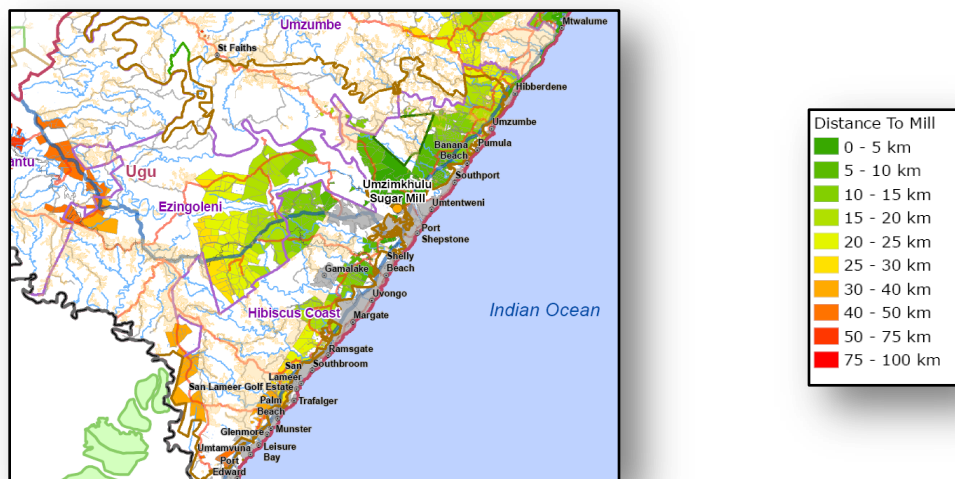 Mtwalume
Umzumbe
St Faiths
Hibberdene
Umzumbe
Banana
Beach
Pumula
antu
Ugu
Southport
Umzimkhulu
Sugar Mill
Ezingoleni
Umtentweni
Port
Shepstone
Shelly
Beach
Gamalake
Uvongo
Hibiscus Coast
Margate
Indian Ocean
Ramsgate
San
Lameer
Southbroom
San Lameer Golf Estate
Palm
Beach
Trafalger
Glenmore
Munster
Umtamvuna
Leisure
Bay
Port
Edward
Distance To Mill
0 - 5 km
5 - 10 km
10 - 15 km
15 - 20 km
20 - 25 km
25 - 30 km
30 - 40 km
40 - 50 km
50 - 75 km
75 - 100 km